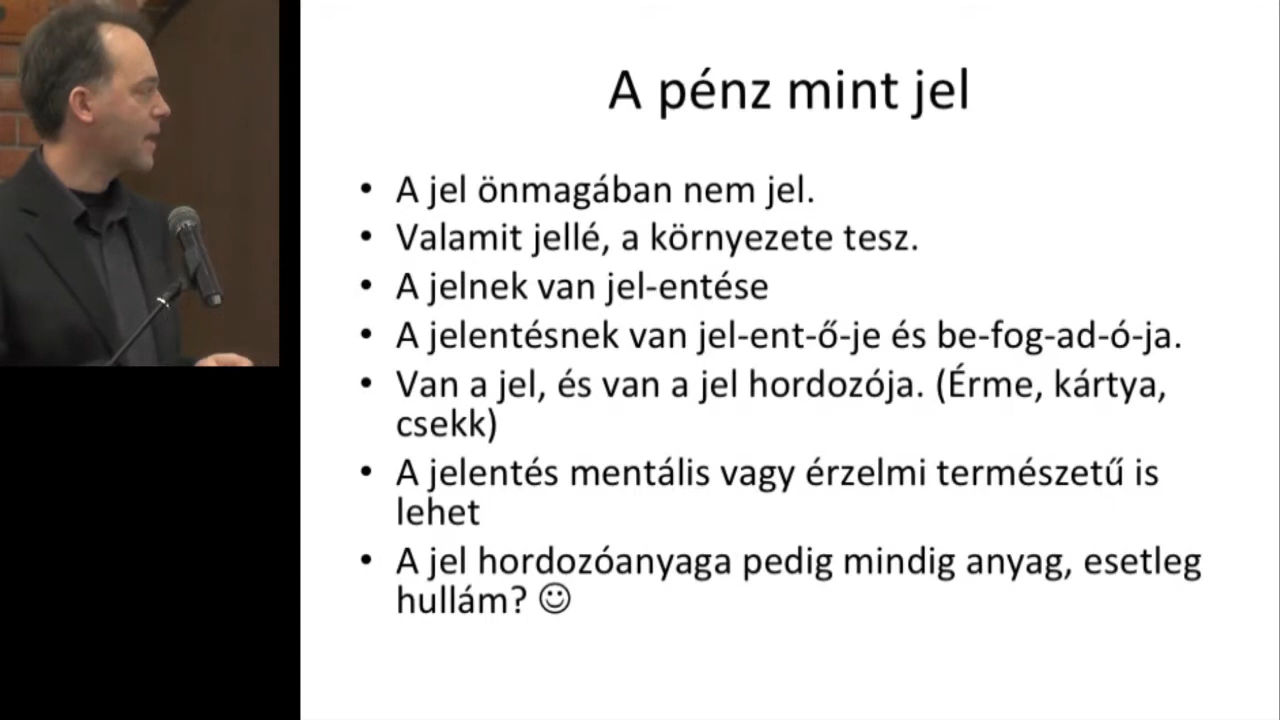 A pénz mint jel
• A jel önmagában nem jel.
• Valamit jellé, a környezete tesz.
• A jelnek van jel-entése
• A jelentésnek van jel-ent-ő-je és be-fog-ad-ó-ja.
• Van a jel, és van a jel hordozója. (Érme, kártya,
csekk)
• A jelentés mentális vagy érzelmi természetű is
lehet
• A jel hordozóanyaga pedig mindig anyag, esetleg
hullám? ☺